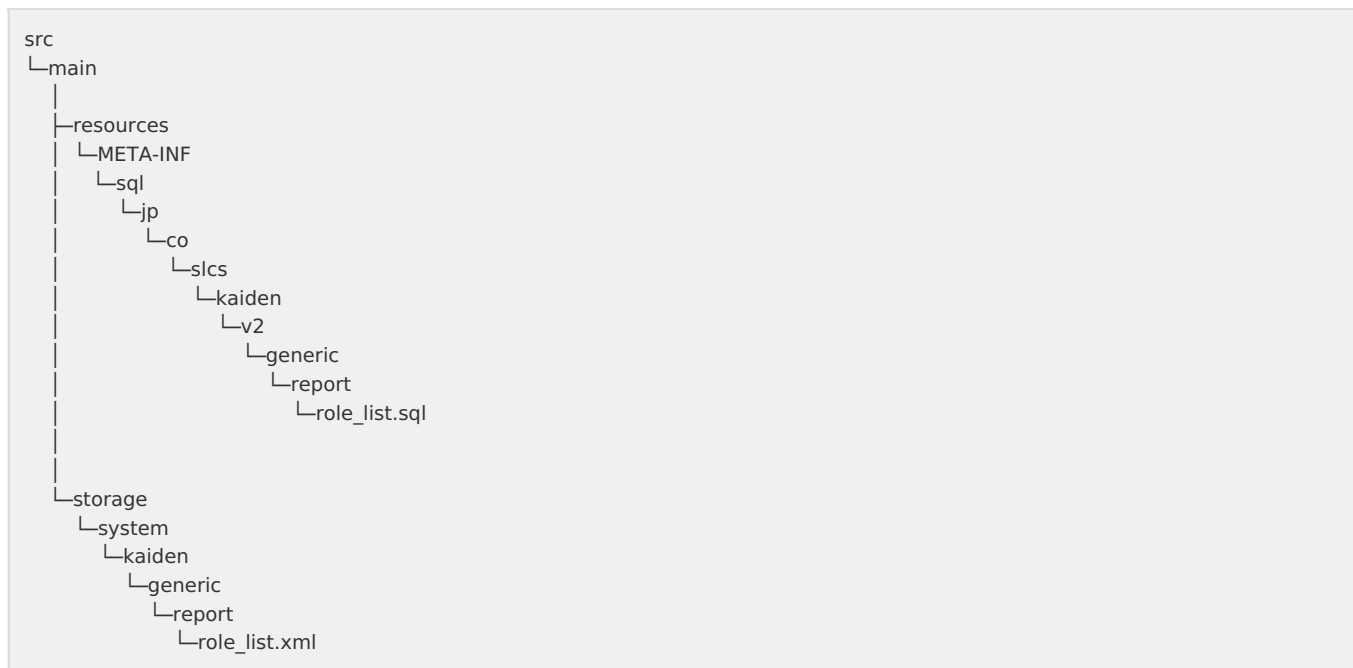 src
└─main
   │
   ├─resources
   │ └─META-INF
   │   └─sql
   │     └─jp
   │       └─co
   │         └─slcs
   │           └─kaiden
   │             └─v2
   │               └─generic
   │                 └─report
   │                   └─role_list.sql
   │
   │
   └─storage
     └─system
       └─kaiden
         └─generic
           └─report
             └─role_list.xml